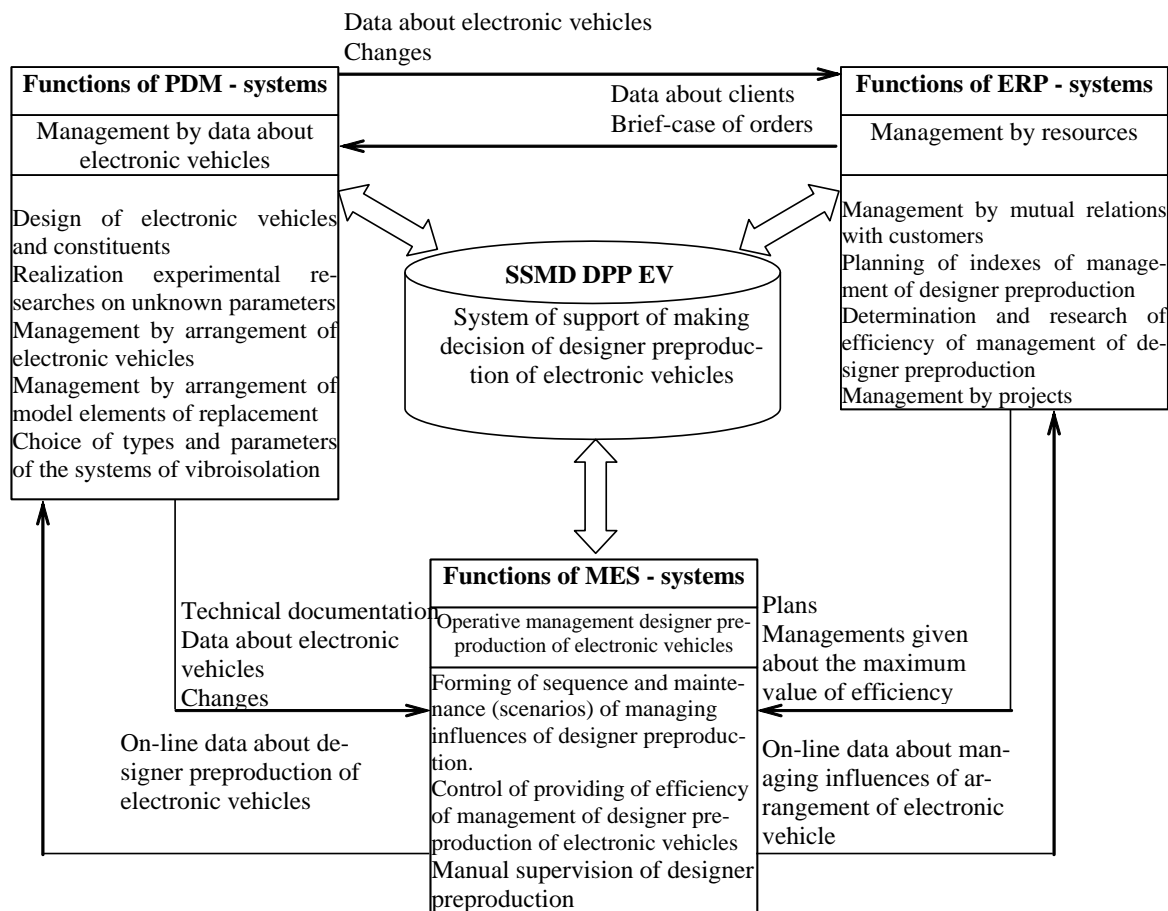 Data about electronic vehicles
Changes
Functions of PDM - systems
Management by data about
electronic vehicles
Design of electronic vehicles
and constituents
Realization experimental re-
searches on unknown parameters
Management by arrangement of
electronic vehicles
Management by arrangement of
model elements of replacement
Choice of types and parameters
of the systems of vibroisolation
Data about clients
Brief-case of orders
Functions of ERP - systems
Management by resources
Management by mutual relations
with customers
Planning of indexes of manage-
ment of designer preproduction
Determination and research of
efficiency of management of de-
signer preproduction
Management by projects
SSMD DPP EV
System of support of making
decision of designer preproduc-
tion of electronic vehicles
Technical documentation
Data about electronic
vehicles
Changes
On-line data about de-
signer preproduction of
electronic vehicles
Functions of MES - systems
Operative management designer pre-
production of electronic vehicles
Forming of sequence and mainte-
nance (scenarios) of managing
influences of designer preproduc-
tion.
Control of providing of efficiency
of management of designer pre-
production of electronic vehicles
Manual supervision of designer
preproduction
Plans
Managements given
about the maximum
value of efficiency
On-line data about man-
aging influences of ar-
rangement of electronic
vehicle